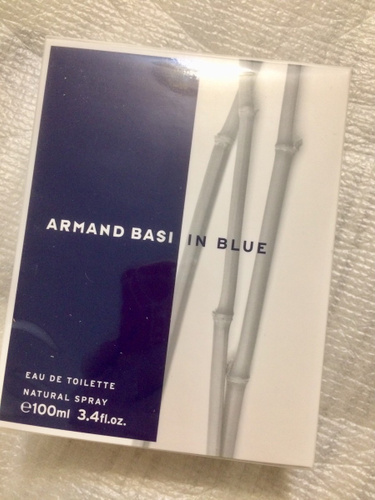 ARMAND BASI IN BLUE
EAU DE TOILETTE
NATURAL SPRAY
℮100ml 3.4fl.oz.